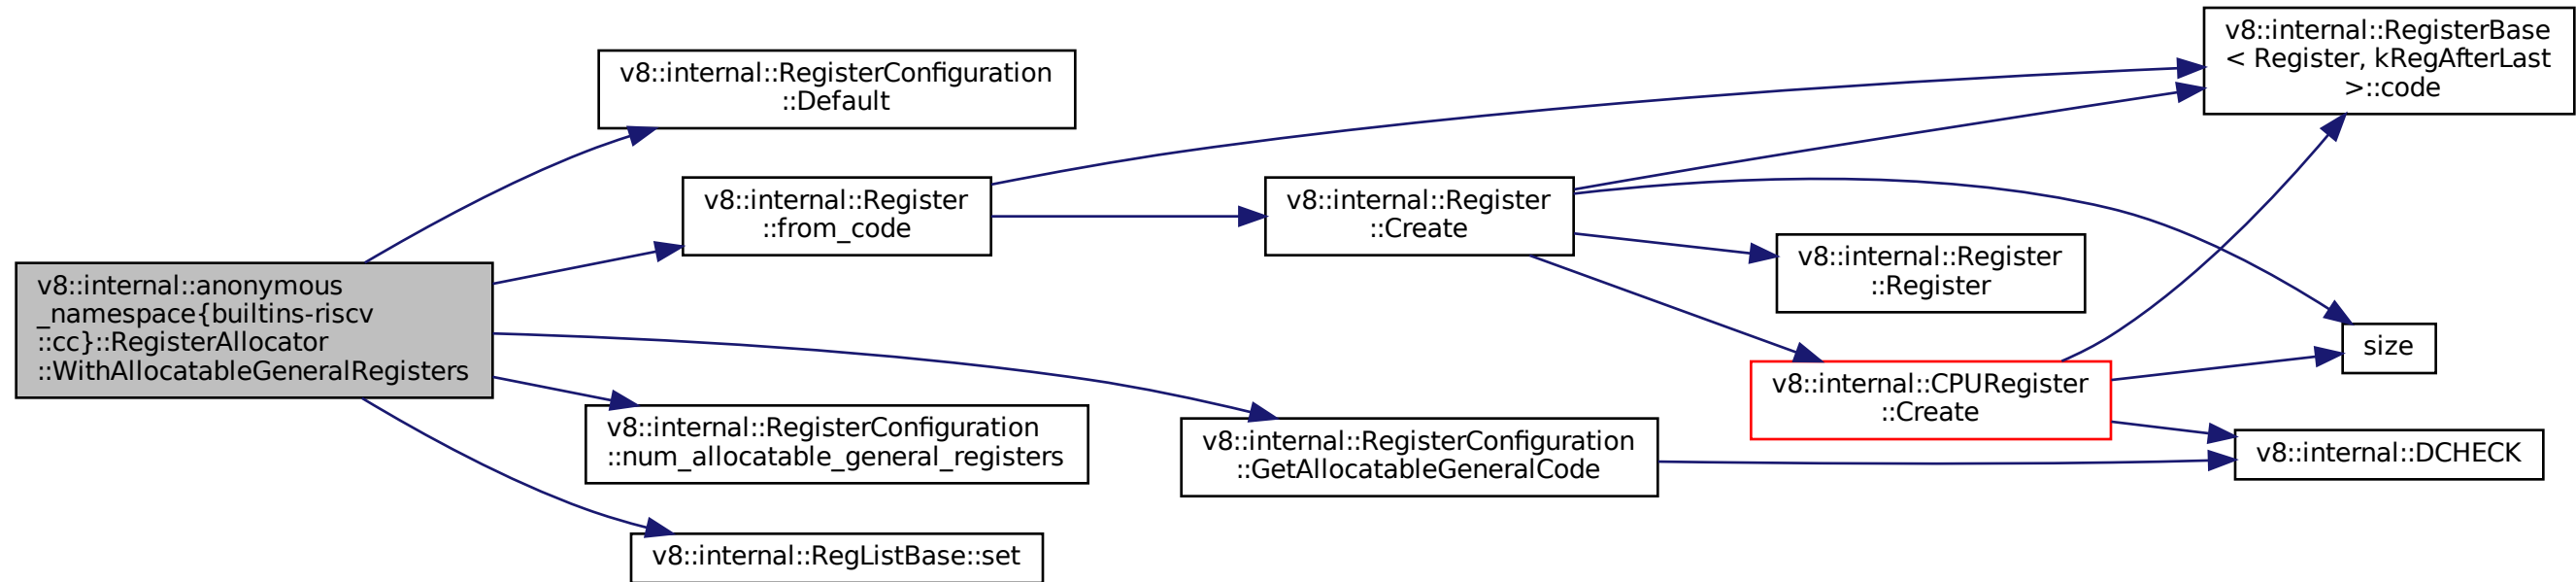 v8::internal::RegisterBase
< Register, kRegAfterLast
>::code
v8::internal::RegisterConfiguration
::Default
v8::internal::Register
::from_code
v8::internal::Register
::Create
v8::internal::Register
::Register
v8::internal::anonymous
_namespace{builtins-riscv
::cc}::RegisterAllocator
::WithAllocatableGeneralRegisters
size
v8::internal::CPURegister
::Create
v8::internal::RegisterConfiguration
::num_allocatable_general_registers
v8::internal::RegisterConfiguration
::GetAllocatableGeneralCode
v8::internal::DCHECK
v8::internal::RegListBase::set